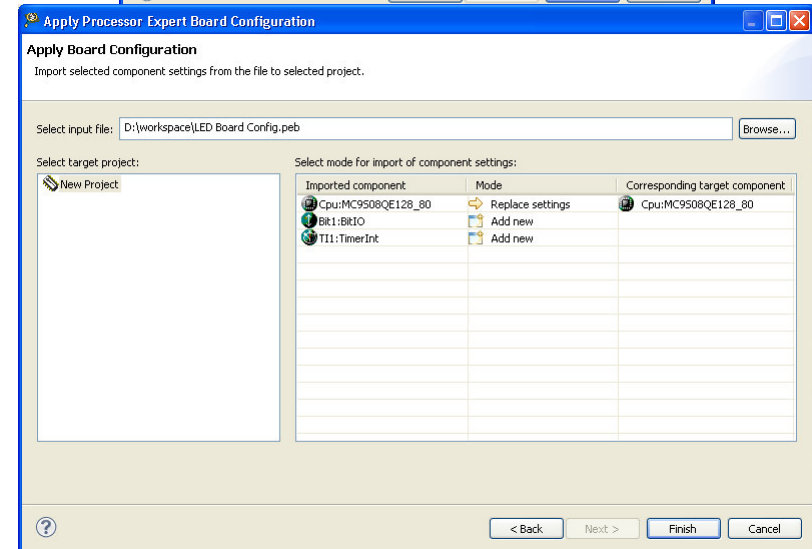 Apply Processor Expert Board Configuration
Apply Board Configuration
Import selected component settings from the file to selected project.
Select input file: D:\workspace\LED Board Config.peb Browse...
Select target project: Select mode for import of component settings:
New Project
Imported component Mode Corresponding target component
Cpu:MC9S08QE128_80 Replace settings Cpu:MC9S08QE128_80
Bit1:BitIO Add new
TI1:TimerInt Add new
? < Back Next > Finish Cancel